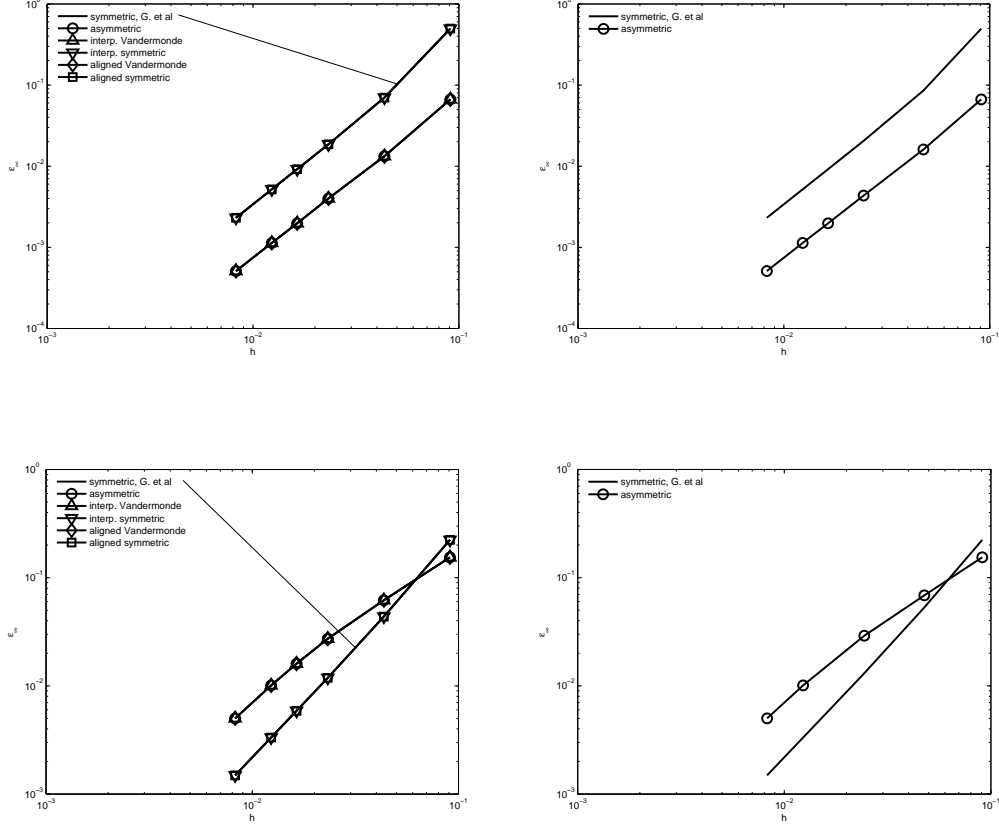 10⁰
10⁻¹
10⁻²
10⁻³
10⁻⁴
10⁻³
10⁻²
10⁻¹
h
ε∞
symmetric, G. et al
asymmetric
interp. Vandermonde
interp. symmetric
aligned Vandermonde
aligned symmetric
10⁰
10⁻¹
10⁻²
10⁻³
10⁻⁴
10⁻³
10⁻²
10⁻¹
h
ε∞
symmetric, G. et al
asymmetric
10⁰
10⁻¹
10⁻²
10⁻³
10⁻³
10⁻²
10⁻¹
h
ε∞
symmetric, G. et al
asymmetric
interp. Vandermonde
interp. symmetric
aligned Vandermonde
aligned symmetric
10⁰
10⁻¹
10⁻²
10⁻³
10⁻³
10⁻²
10⁻¹
h
ε∞
symmetric, G. et al
asymmetric